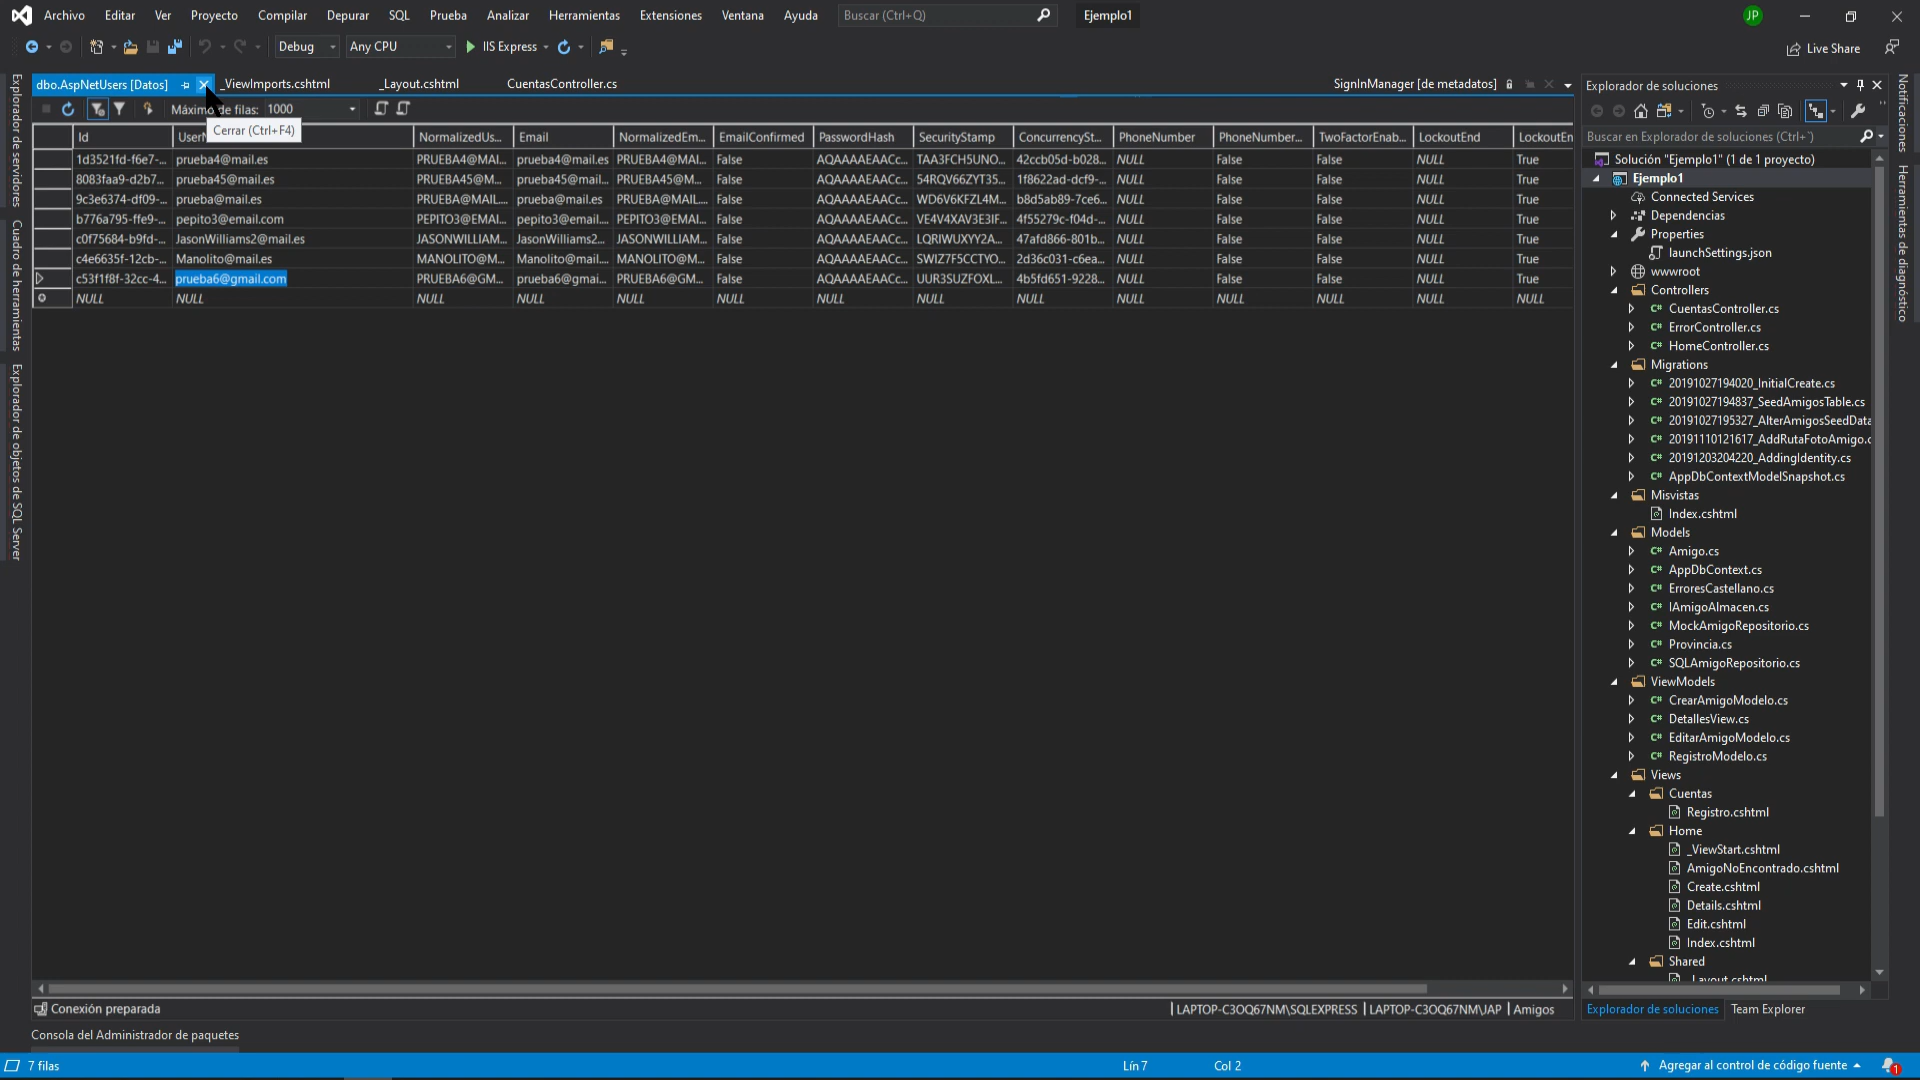 Archivo Editar Ver Proyecto Compilar Depurar SQL Prueba Analizar Herramientas Extensiones Ventana Ayuda Buscar (Ctrl+Q) Ejemplo1 JP
Debug Any CPU IIS Express Live Share
dbo.AspNetUsers [Datos] _ViewImports.cshtml _Layout.cshtml CuentasController.cs SignInManager [de metadatos]
Máximo de filas: 1000
Cerrar (Ctrl+F4)
Id UserN NormalizedUs... Email NormalizedEm... EmailConfirmed PasswordHash SecurityStamp ConcurrencySt... PhoneNumber PhoneNumber... TwoFactorEnab... LockoutEnd LockoutEn
1d3521fd-f6e7-... prueba4@mail.es PRUEBA4@MAI... prueba4@mail.es PRUEBA4@MAI... False AQAAAAEAACc... TAA3FCH5UNO... 42ccb05d-b028... NULL False False NULL True
8083faa9-d2b7... prueba45@mail.es PRUEBA45@M... prueba45@mail... PRUEBA45@M... False AQAAAAEAACc... 54RQV66ZYT35... 1f8622ad-dcf9-... NULL False False NULL True
9c3e6374-df09-... prueba@mail.es PRUEBA@MAIL... prueba@mail.es PRUEBA@MAIL... False AQAAAAEAACc... WD6V6KFZL4M... b8d5ab89-7ce6... NULL False False NULL True
b776a795-ffe9-... pepito3@email.com PEPITO3@EMAI... pepito3@email.... PEPITO3@EMAI... False AQAAAAEAACc... VE4V4XAV3E3IF... 4f55279c-f04d-... NULL False False NULL True
c0f75684-b9fd-... JasonWilliams2@mail.es JASONWILLIAM... JasonWilliams2... JASONWILLIAM... False AQAAAAEAACc... LQRIWUXYY2A... 47afd866-801b... NULL False False NULL True
c4e6635f-12cb-... Manolito@mail.es MANOLITO@M... Manolito@mail.... MANOLITO@M... False AQAAAAEAACc... SWIZ7F5CCTYO... 2d36c031-c6ea... NULL False False NULL True
c53f1f8f-32cc-4... prueba6@gmail.com PRUEBA6@GM... prueba6@gmai... PRUEBA6@GM... False AQAAAAEAACc... UUR3SUZFOXL... 4b5fd651-9228... NULL False False NULL True
NULL NULL NULL NULL NULL NULL NULL NULL NULL NULL NULL NULL NULL NULL
Explorador de servidores
Cuadro de herramientas
Explorador de objetos de SQL Server
Explorador de soluciones
Buscar en Explorador de soluciones (Ctrl+´)
Solución "Ejemplo1" (1 de 1 proyecto)
Ejemplo1
Connected Services
Dependencias
Properties
launchSettings.json
wwwroot
Controllers
C# CuentasController.cs
C# ErrorController.cs
C# HomeController.cs
Migrations
C# 20191027194020_InitialCreate.cs
C# 20191027194837_SeedAmigosTable.cs
C# 20191027195327_AlterAmigosSeedData
C# 20191110121617_AddRutaFotoAmigo.c
C# 20191203204220_AddingIdentity.cs
C# AppDbContextModelSnapshot.cs
Misvistas
Index.cshtml
Models
C# Amigo.cs
C# AppDbContext.cs
C# ErroresCastellano.cs
C# IAmigoAlmacen.cs
C# MockAmigoRepositorio.cs
C# Provincia.cs
C# SQLAmigoRepositorio.cs
ViewModels
C# CrearAmigoModelo.cs
C# DetallesView.cs
C# EditarAmigoModelo.cs
C# RegistroModelo.cs
Views
Cuentas
Registro.cshtml
Home
_ViewStart.cshtml
AmigoNoEncontrado.cshtml
Create.cshtml
Details.cshtml
Edit.cshtml
Index.cshtml
Shared
_Layout.cshtml
Explorador de soluciones Team Explorer
Notificaciones
Herramientas de diagnóstico
Conexión preparada LAPTOP-C3OQ67NM\SQLEXPRESS LAPTOP-C3OQ67NM\JAP Amigos
Consola del Administrador de paquetes
7 filas Lín 7 Col 2 Agregar al control de código fuente 1